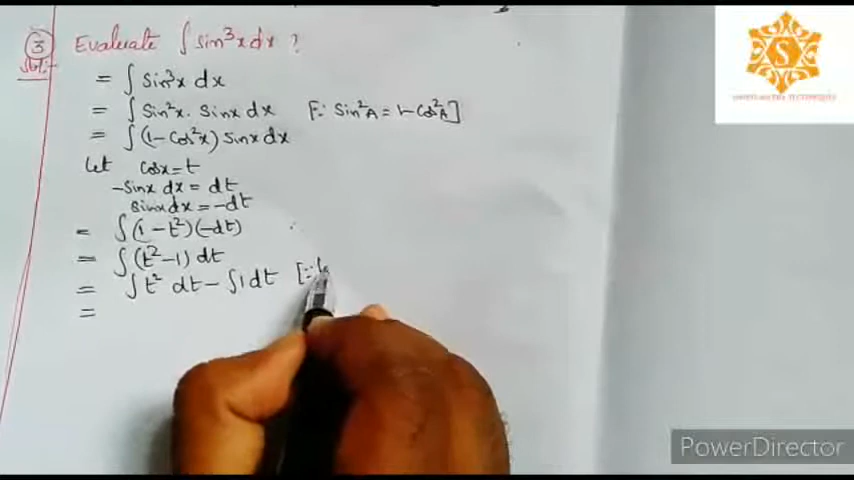 ③ Evaluate ∫ sin³x dx ?
Sol:-
= ∫ Sin³x dx
= ∫ Sin²x. Sinx dx [∵ Sin²A = 1-Cos²A]
= ∫ (1-Cos²x) sinx dx
Let Cosx = t
-sinx dx = dt
sinx dx = -dt
= ∫ (1-t²)(-dt)
= ∫ (t²-1) dt
= ∫ t² dt - ∫ 1 dt [∵
=
S
PowerDirector